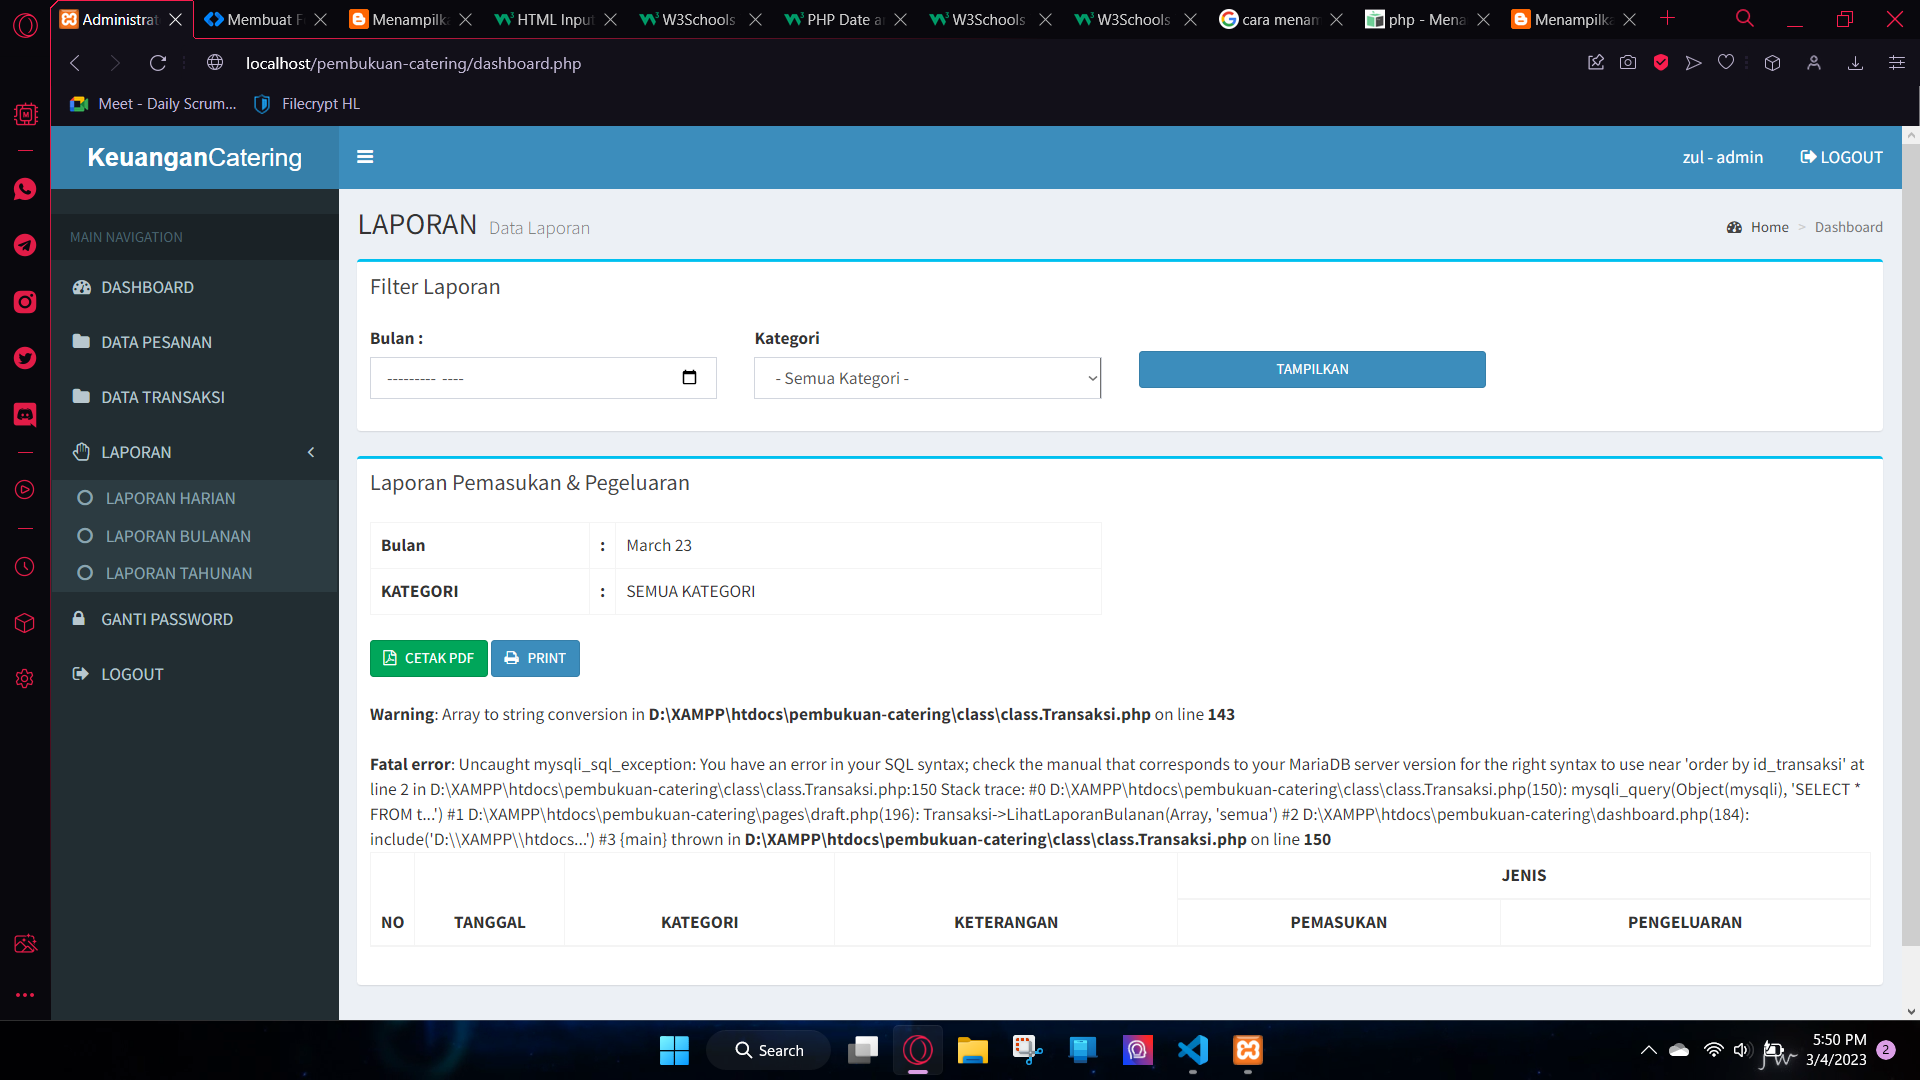 Administrat
Membuat F
Menampilka
HTML Input
W3Schools
PHP Date a
W3Schools
W3Schools
cara menam
php - Mena
Menampilka
localhost/pembukuan-catering/dashboard.php
Meet - Daily Scrum...
Filecrypt HL
KeuanganCatering
zul - admin
LOGOUT
MAIN NAVIGATION
DASHBOARD
DATA PESANAN
DATA TRANSAKSI
LAPORAN
LAPORAN HARIAN
LAPORAN BULANAN
LAPORAN TAHUNAN
GANTI PASSWORD
LOGOUT
LAPORAN Data Laporan
Home > Dashboard
Filter Laporan
Bulan :
Kategori
--------- ----
- Semua Kategori -
TAMPILKAN
Laporan Pemasukan & Pegeluaran
Bulan : March 23
KATEGORI : SEMUA KATEGORI
CETAK PDF
PRINT
Warning: Array to string conversion in D:\XAMPP\htdocs\pembukuan-catering\class\class.Transaksi.php on line 143
Fatal error: Uncaught mysqli_sql_exception: You have an error in your SQL syntax; check the manual that corresponds to your MariaDB server version for the right syntax to use near 'order by id_transaksi' at
line 2 in D:\XAMPP\htdocs\pembukuan-catering\class\class.Transaksi.php:150 Stack trace: #0 D:\XAMPP\htdocs\pembukuan-catering\class\class.Transaksi.php(150): mysqli_query(Object(mysqli), 'SELECT *
FROM t...') #1 D:\XAMPP\htdocs\pembukuan-catering\pages\draft.php(196): Transaksi->LihatLaporanBulanan(Array, 'semua') #2 D:\XAMPP\htdocs\pembukuan-catering\dashboard.php(184):
include('D:\\XAMPP\\htdocs...') #3 {main} thrown in D:\XAMPP\htdocs\pembukuan-catering\class\class.Transaksi.php on line 150
JENIS
NO TANGGAL KATEGORI KETERANGAN PEMASUKAN PENGELUARAN
Search
5:50 PM
3/4/2023
2